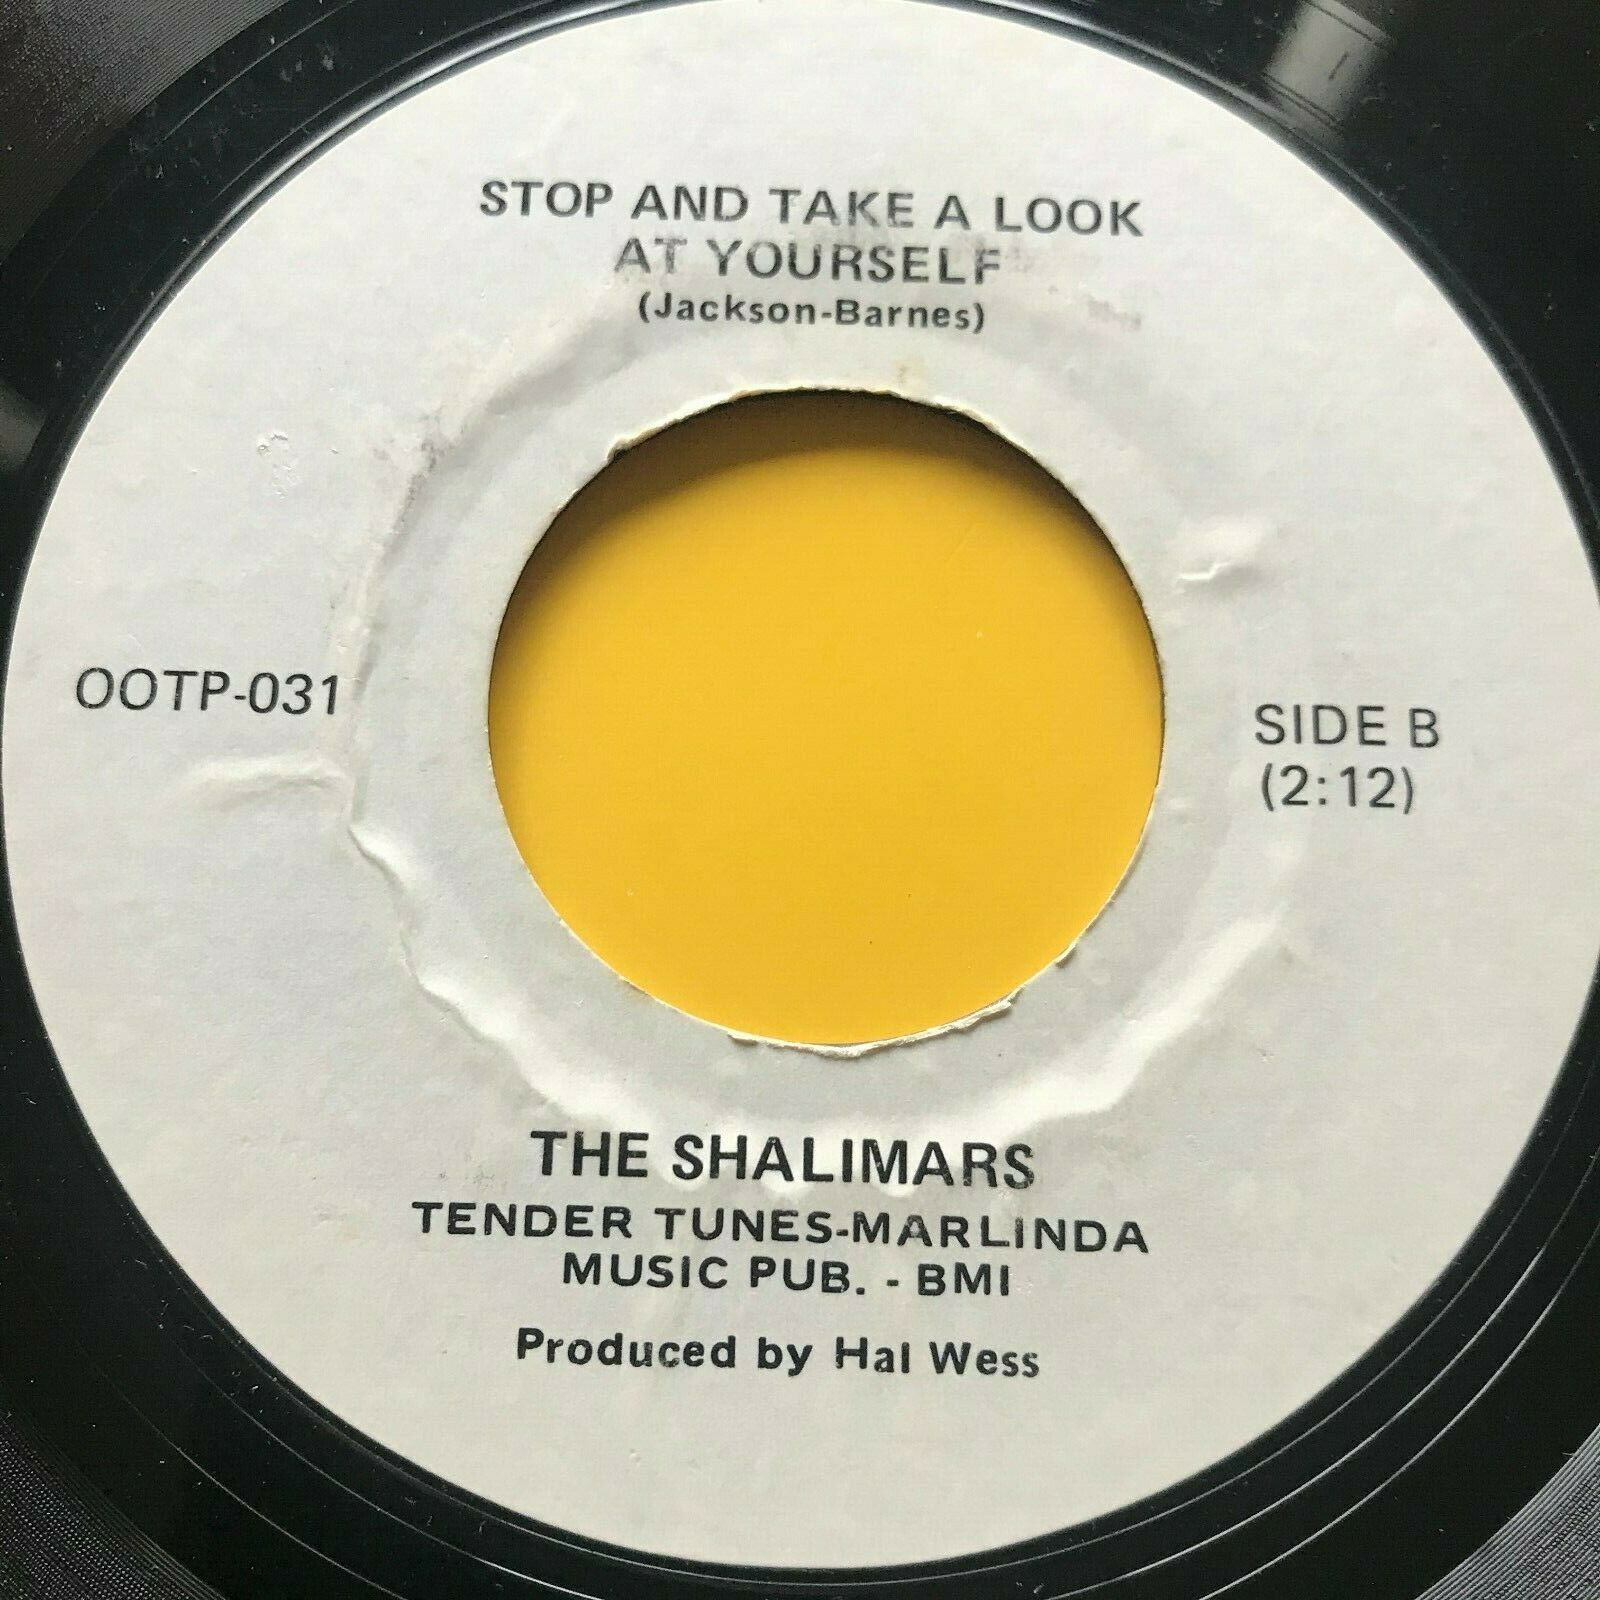 STOP AND TAKE A LOOK
AT YOURSELF
(Jackson-Barnes)
OOTP-031
SIDE B
(2:12)
THE SHALIMARS
TENDER TUNES-MARLINDA
MUSIC PUB. - BMI
Produced by Hal Wess